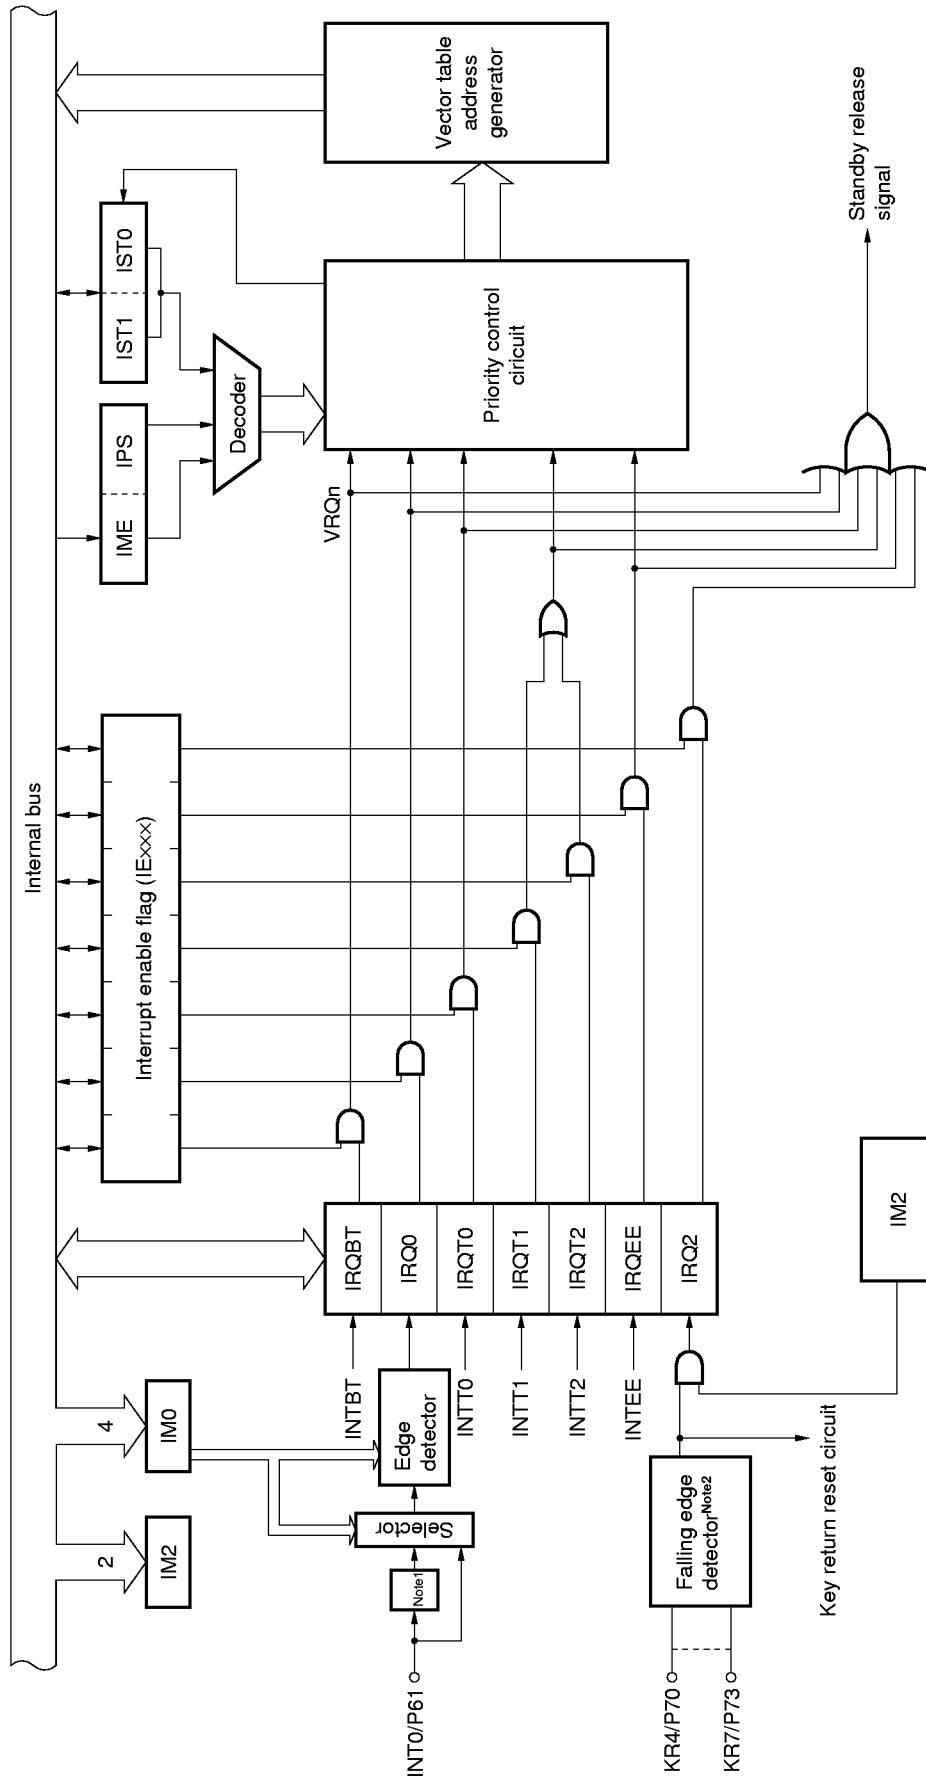 Internal bus
2
4
IM2
IM0
Interrupt enable flag (IE×××)
IME
IPS
IST1
IST0
Decoder
INT0/P61
Note1
Selector
Edge
detector
INTBT
INTT0
INTT1
INTT2
INTEE
IRQBT
IRQ0
IRQT0
IRQT1
IRQT2
IRQEE
IRQ2
VRQn
Priority control
ciricuit
Vector table
address
generator
KR4/P70
KR7/P73
Falling edge
detectorNote2
Key return reset circuit
IM2
Standby release
signal